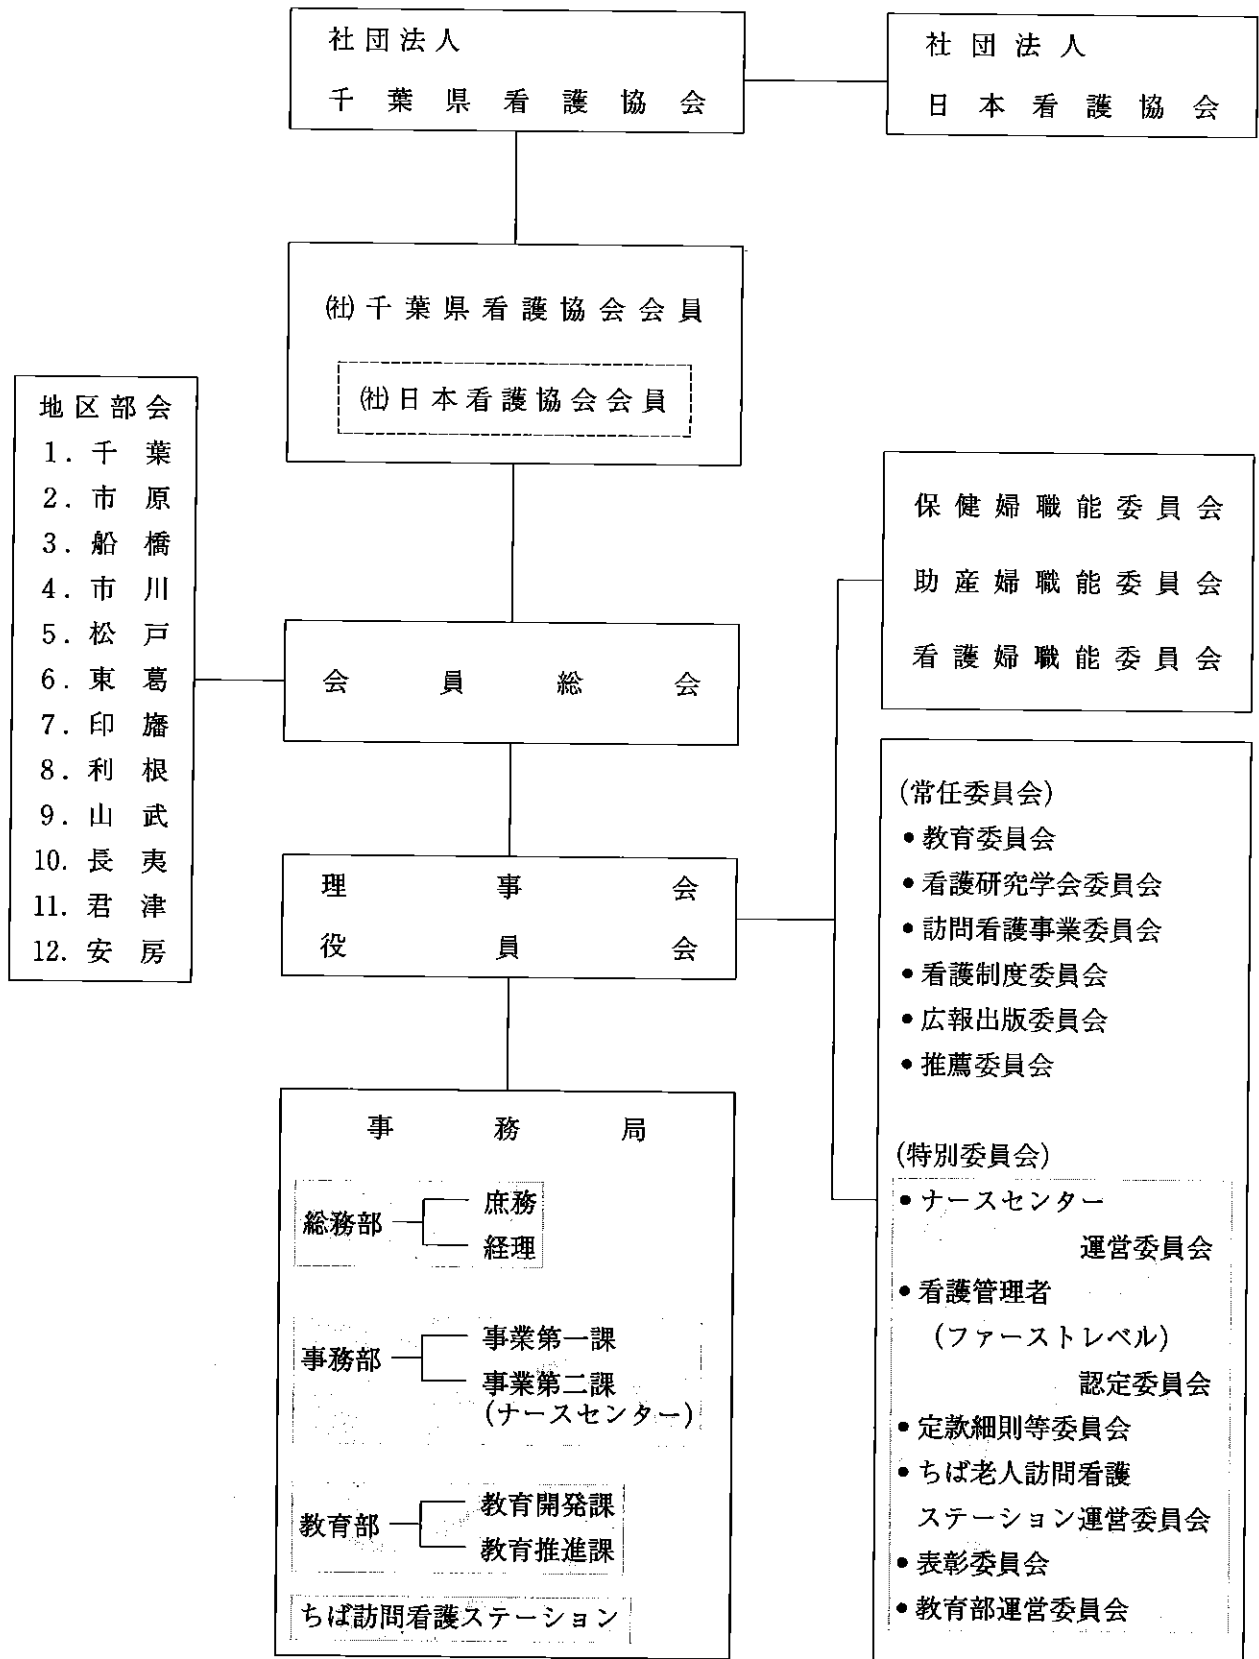 社団法人
千葉県看護協会
社団法人
日本看護協会
㈳千葉県看護協会会員
㈳日本看護協会会員
地区部会
1. 千葉
2. 市原
3. 船橋
4. 市川
5. 松戸
6. 東葛
7. 印旛
8. 利根
9. 山武
10. 長夷
11. 君津
12. 安房
会員総会
理事会
役員会
保健婦職能委員会
助産婦職能委員会
看護婦職能委員会
(常任委員会)
• 教育委員会
• 看護研究学会委員会
• 訪問看護事業委員会
• 看護制度委員会
• 広報出版委員会
• 推薦委員会
(特別委員会)
• ナースセンター
運営委員会
• 看護管理者
(ファーストレベル)
認定委員会
• 定款細則等委員会
• ちば老人訪問看護
ステーション運営委員会
• 表彰委員会
• 教育部運営委員会
事務局
総務部
庶務
経理
事務部
事業第一課
事業第二課
(ナースセンター)
教育部
教育開発課
教育推進課
ちば訪問看護ステーション